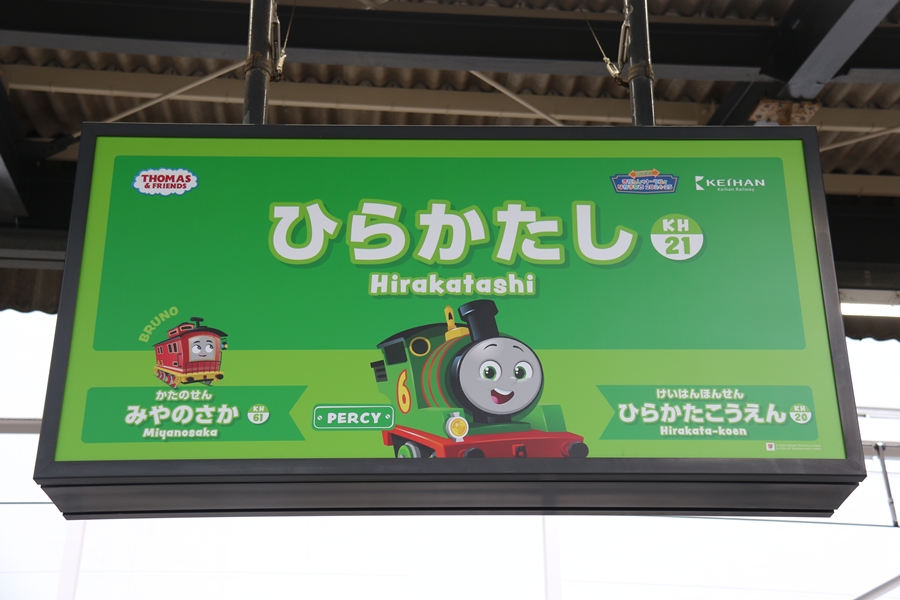 THOMAS
& FRIENDS
KEIHAN
Keihan Railway
ひらかたし
KH
21
Hirakatashi
BRUNO
かたのせん
みやのさか
KH
61
Miyanosaka
6
PERCY
けいはんほんせん
ひらかたこうえん
KH
20
Hirakata-koen